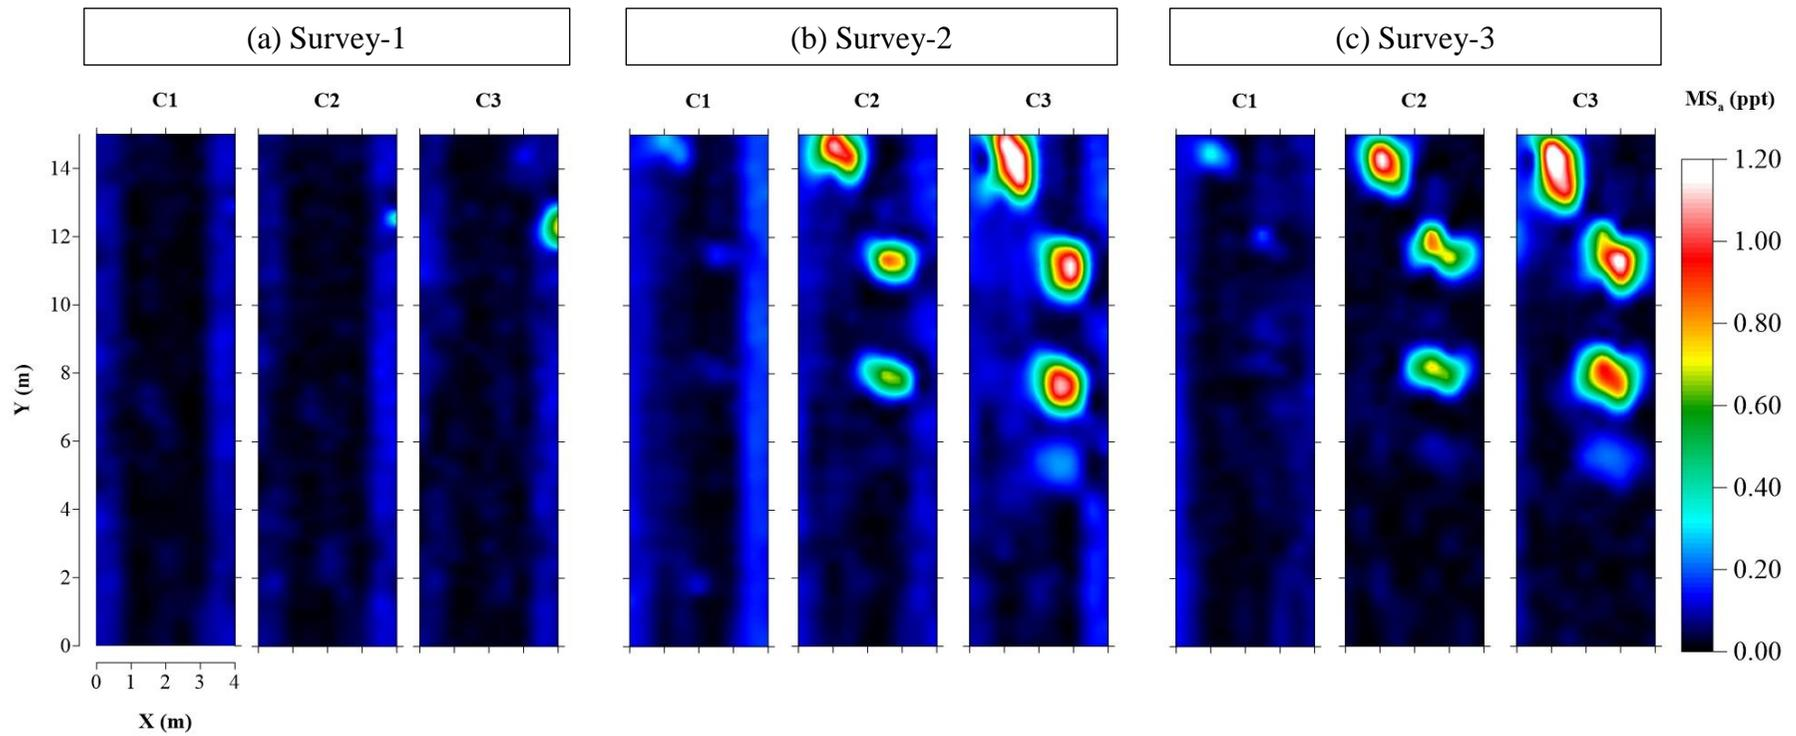 (a) Survey-1
(b) Survey-2
(c) Survey-3
C1
C2
C3
C1
C2
C3
C1
C2
C3
MSa (ppt)
14
12
10
8
6
4
2
0
Y (m)
0 1 2 3 4
X (m)
1.20
1.00
0.80
0.60
0.40
0.20
0.00